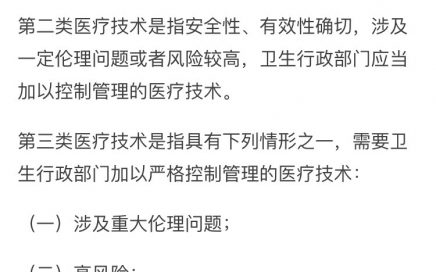 第二类医疗技术是指安全性、有效性确切，涉及
一定伦理问题或者风险较高，卫生行政部门应当
加以控制管理的医疗技术。
第三类医疗技术是指具有下列情形之一，需要卫
生行政部门加以严格控制管理的医疗技术：
（一）涉及重大伦理问题；
（二）高风险；